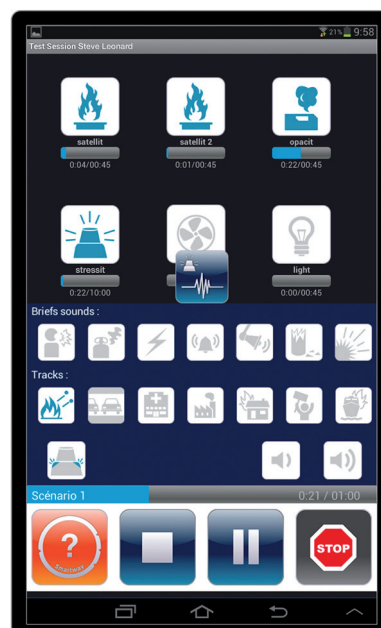 21% 9:58
Test Session Steve Leonard
satellit
satellit 2
opacit
0:04/00:45
0:01/00:45
0:22/00:45
stressit
light
0:22/10:00
0:00/00:45
Briefs sounds :
Tracks :
Scénario 1
0:21 / 01:00
?
Smartway
STOP